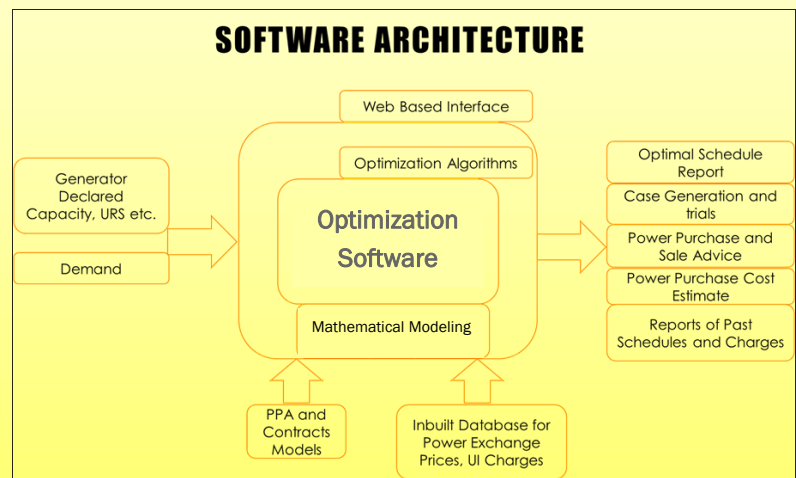 SOFTWARE ARCHITECTURE
Web Based Interface
Optimization Algorithms
Generator
Declared
Capacity, URS etc.
Demand
Optimization
Software
Mathematical Modeling
Optimal Schedule
Report
Case Generation and
trials
Power Purchase and
Sale Advice
Power Purchase Cost
Estimate
Reports of Past
Schedules and Charges
PPA and
Contracts
Models
Inbuilt Database for
Power Exchange
Prices, UI Charges